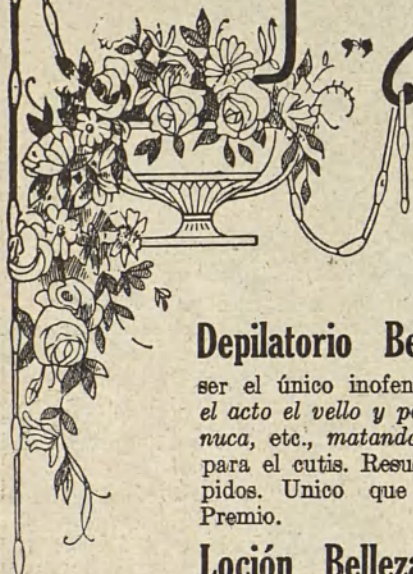 Depilatorio Be
ser el único inofen
el acto el vello y p
nuca, etc., matando
para el cutis. Resu
pidos. Unico que
Premio.
Loción Belleza